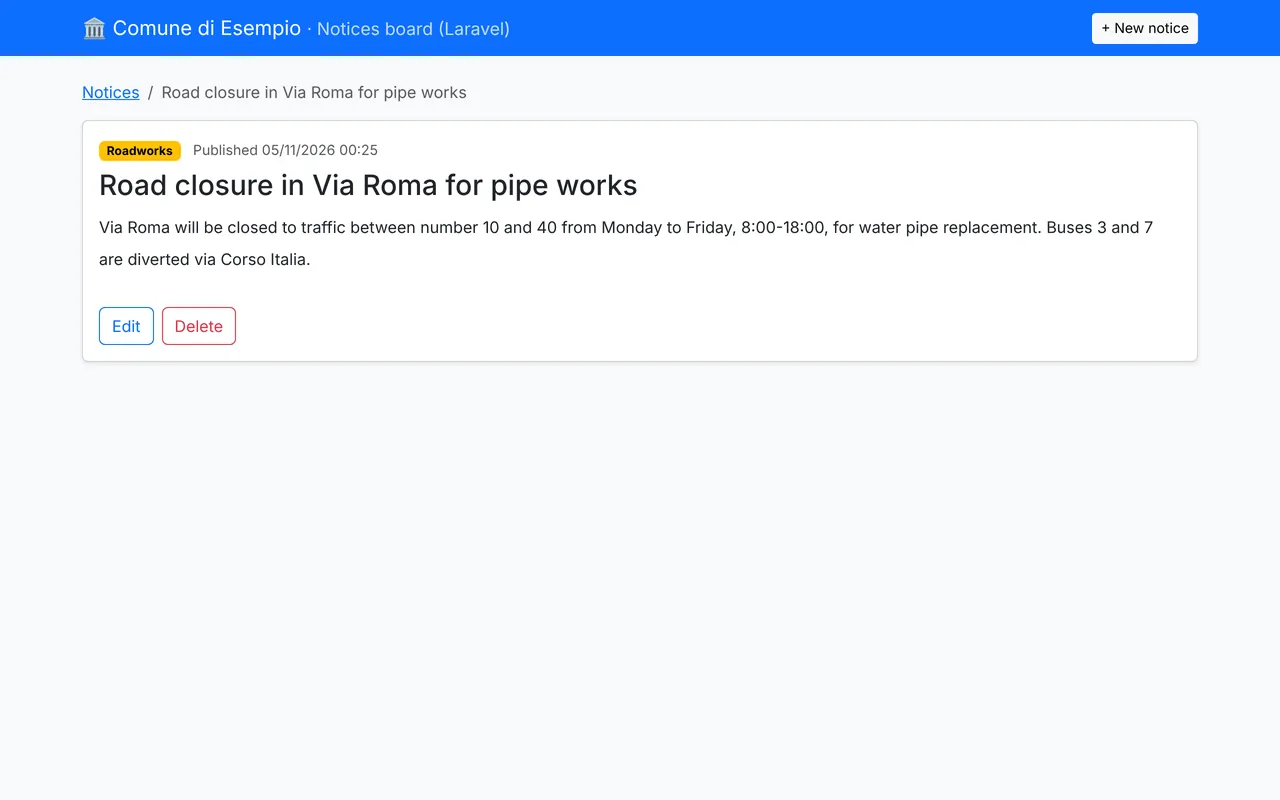 Comune di Esempio · Notices board (Laravel)
+ New notice
Notices / Road closure in Via Roma for pipe works
Roadworks Published 05/11/2026 00:25
Road closure in Via Roma for pipe works
Via Roma will be closed to traffic between number 10 and 40 from Monday to Friday, 8:00-18:00, for water pipe replacement. Buses 3 and 7
are diverted via Corso Italia.
Edit Delete